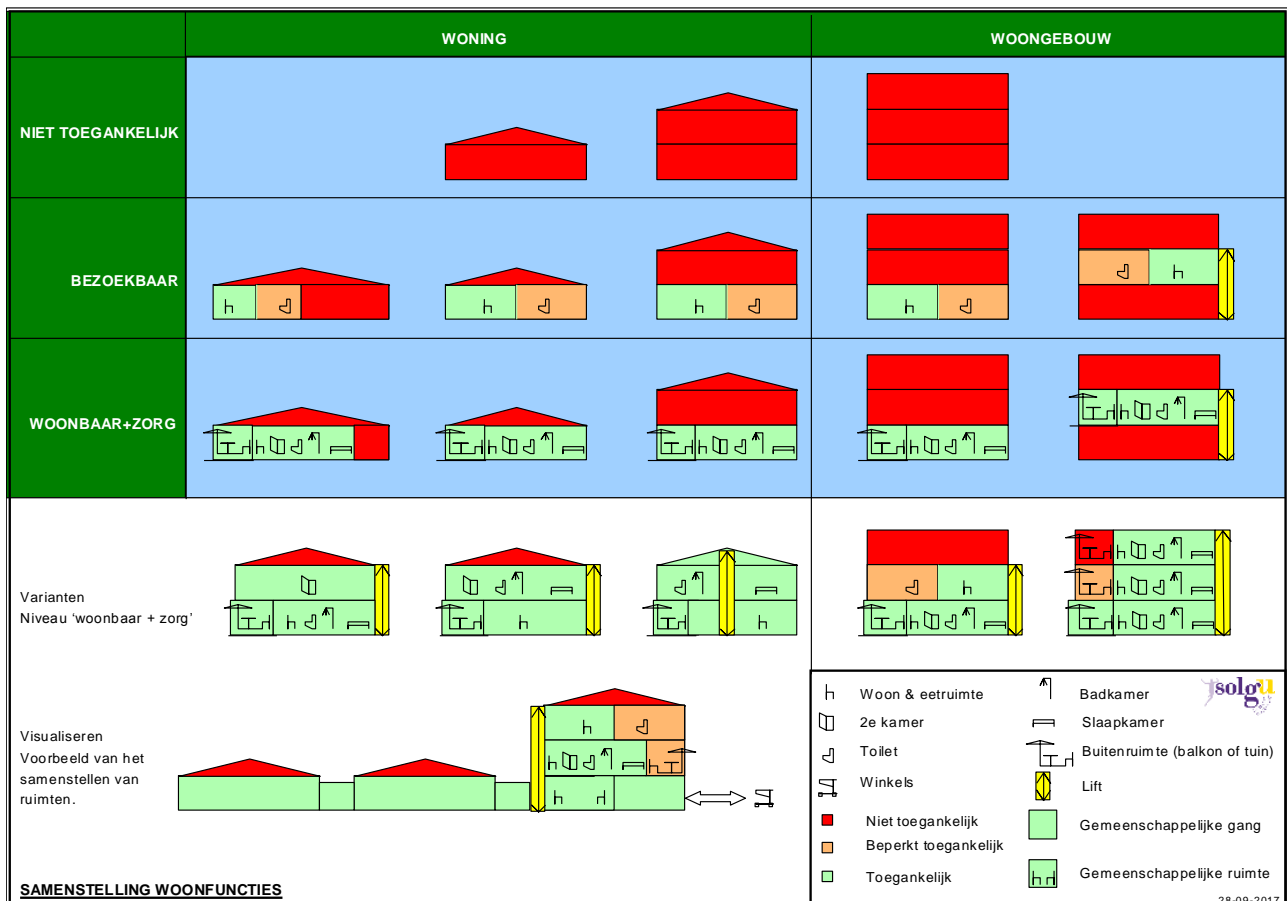 WONING
WOONGEBOUW
NIET TOEGANKELIJK
BEZOEKBAAR
WOONBAAR+ZORG
Varianten
Niveau ‘woonbaar + zorg’
Visualiseren
Voorbeeld van het
samenstellen van
ruimten.
SAMENSTELLING WOONFUNCTIES
solgu
Woon & eetruimte
Badkamer
2e kamer
Slaapkamer
Toilet
Buitenruimte (balkon of tuin)
Winkels
Lift
Niet toegankelijk
Gemeenschappelijke gang
Beperkt toegankelijk
Toegankelijk
Gemeenschappelijke ruimte
28-09-2017